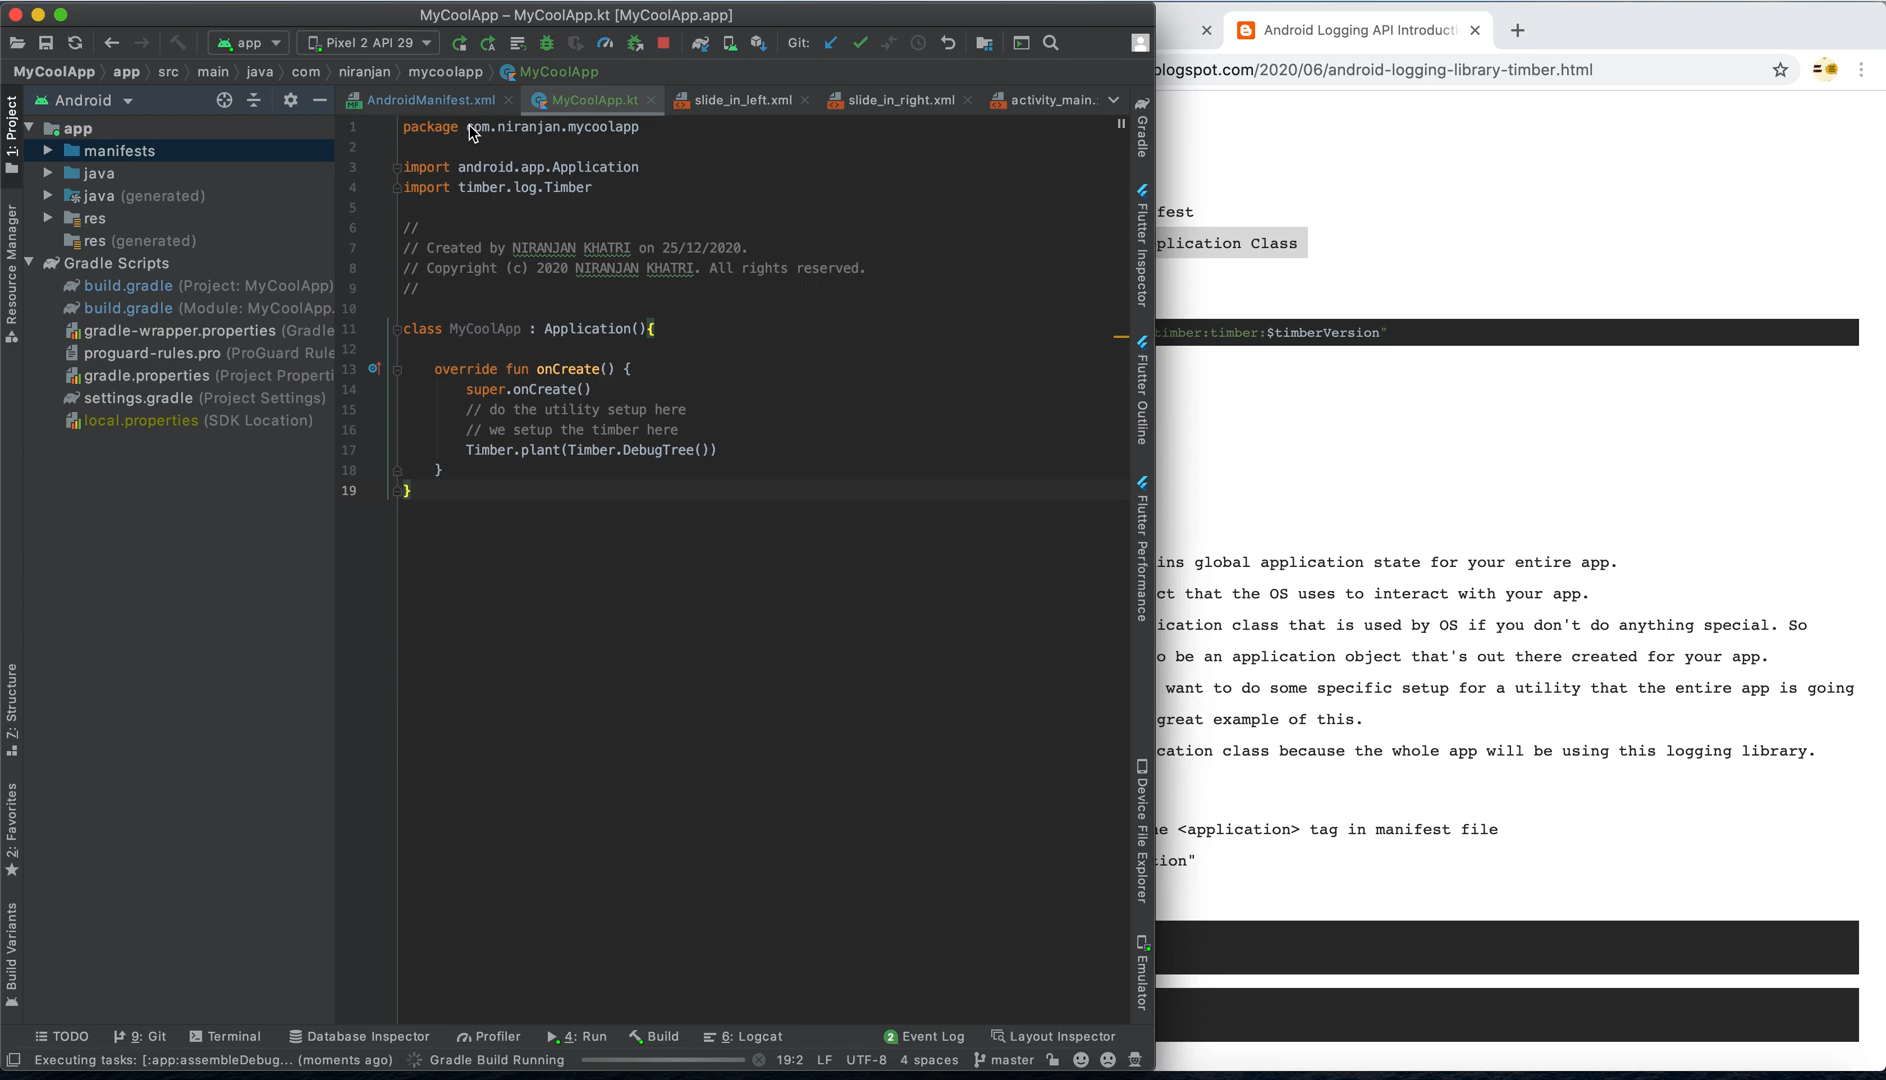 MyCoolApp – MyCoolApp.kt [MyCoolApp.app]
app
Pixel 2 API 29
Git:
MyCoolApp
app
src
main
java
com
niranjan
mycoolapp
MyCoolApp
1: Project
Resource Manager
Z: Structure
2: Favorites
Build Variants
Android
app
manifests
java
java (generated)
res
res (generated)
Gradle Scripts
build.gradle (Project: MyCoolApp)
build.gradle (Module: MyCoolApp.
gradle-wrapper.properties (Gradle
proguard-rules.pro (ProGuard Rule
gradle.properties (Project Properti
settings.gradle (Project Settings)
local.properties (SDK Location)
AndroidManifest.xml
MyCoolApp.kt
slide_in_left.xml
slide_in_right.xml
activity_main.
1 package com.niranjan.mycoolapp
2
3 import android.app.Application
4 import timber.log.Timber
5
6 //
7 // Created by NIRANJAN KHATRI on 25/12/2020.
8 // Copyright (c) 2020 NIRANJAN KHATRI. All rights reserved.
9 //
10
11 class MyCoolApp : Application(){
12
13 override fun onCreate() {
14 super.onCreate()
15 // do the utility setup here
16 // we setup the timber here
17 Timber.plant(Timber.DebugTree())
18 }
19 }
Gradle
Flutter Inspector
Flutter Outline
Flutter Performance
Device File Explorer
Emulator
TODO
9: Git
Terminal
Database Inspector
Profiler
4: Run
Build
6: Logcat
2 Event Log
Layout Inspector
Executing tasks: [:app:assembleDebug... (moments ago)
Gradle Build Running
19:2
LF
UTF-8
4 spaces
master
Android Logging API Introducti
blogspot.com/2020/06/android-logging-library-timber.html
fest
plication Class
timber:timber:$timberVersion"
ins global application state for your entire app.
ct that the OS uses to interact with your app.
ication class that is used by OS if you don't do anything special. So
o be an application object that's out there created for your app.
want to do some specific setup for a utility that the entire app is going
great example of this.
cation class because the whole app will be using this logging library.
he <application> tag in manifest file
tion"